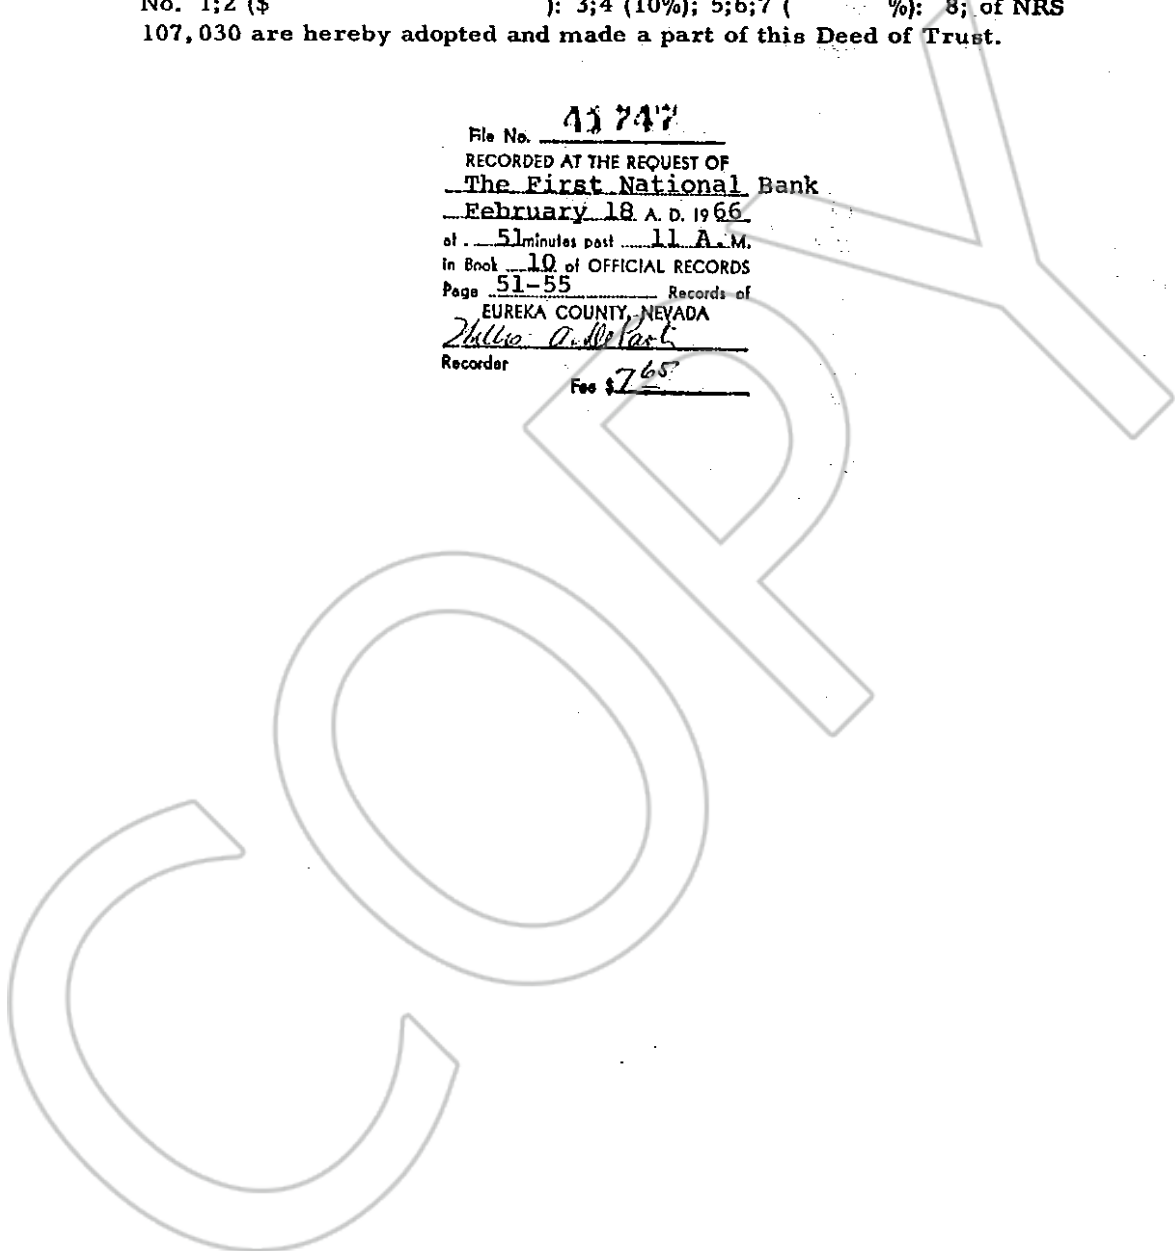 No. 1;2 ($ ): 3;4 (10%); 5;6;7 ( %): 8; of NRS
107,030 are hereby adopted and made a part of this Deed of Trust.
File No. 41747
RECORDED AT THE REQUEST OF
The First National Bank
February 18 A. D. 1966
at 51 minutes past 11 A.M.
in Book 10 of OFFICIAL RECORDS
Page 51-55 Records of
EUREKA COUNTY, NEVADA
Willis A. DePaoli
Recorder
Fee $7.65
COPY